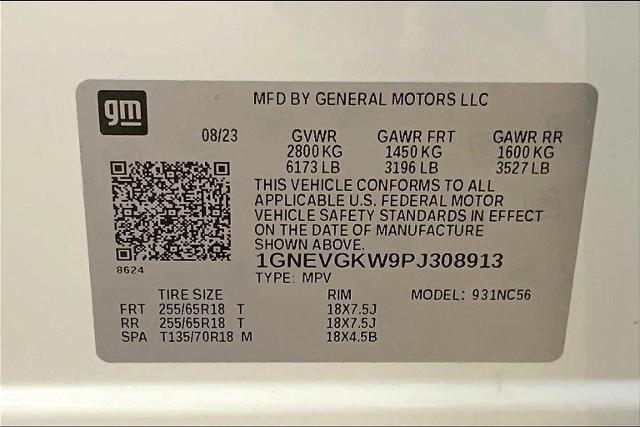 gm
MFD BY GENERAL MOTORS LLC
08/23 GVWR GAWR FRT GAWR RR
2800 KG 1450 KG 1600 KG
6173 LB 3196 LB 3527 LB
THIS VEHICLE CONFORMS TO ALL
APPLICABLE U.S. FEDERAL MOTOR
VEHICLE SAFETY STANDARDS IN EFFECT
ON THE DATE OF MANUFACTURE
SHOWN ABOVE.
8624
1GNEVGKW9PJ308913
TYPE: MPV
TIRE SIZE RIM MODEL: 931NC56
FRT 255/65R18 T 18X7.5J
RR 255/65R18 T 18X7.5J
SPA T135/70R18 M 18X4.5B